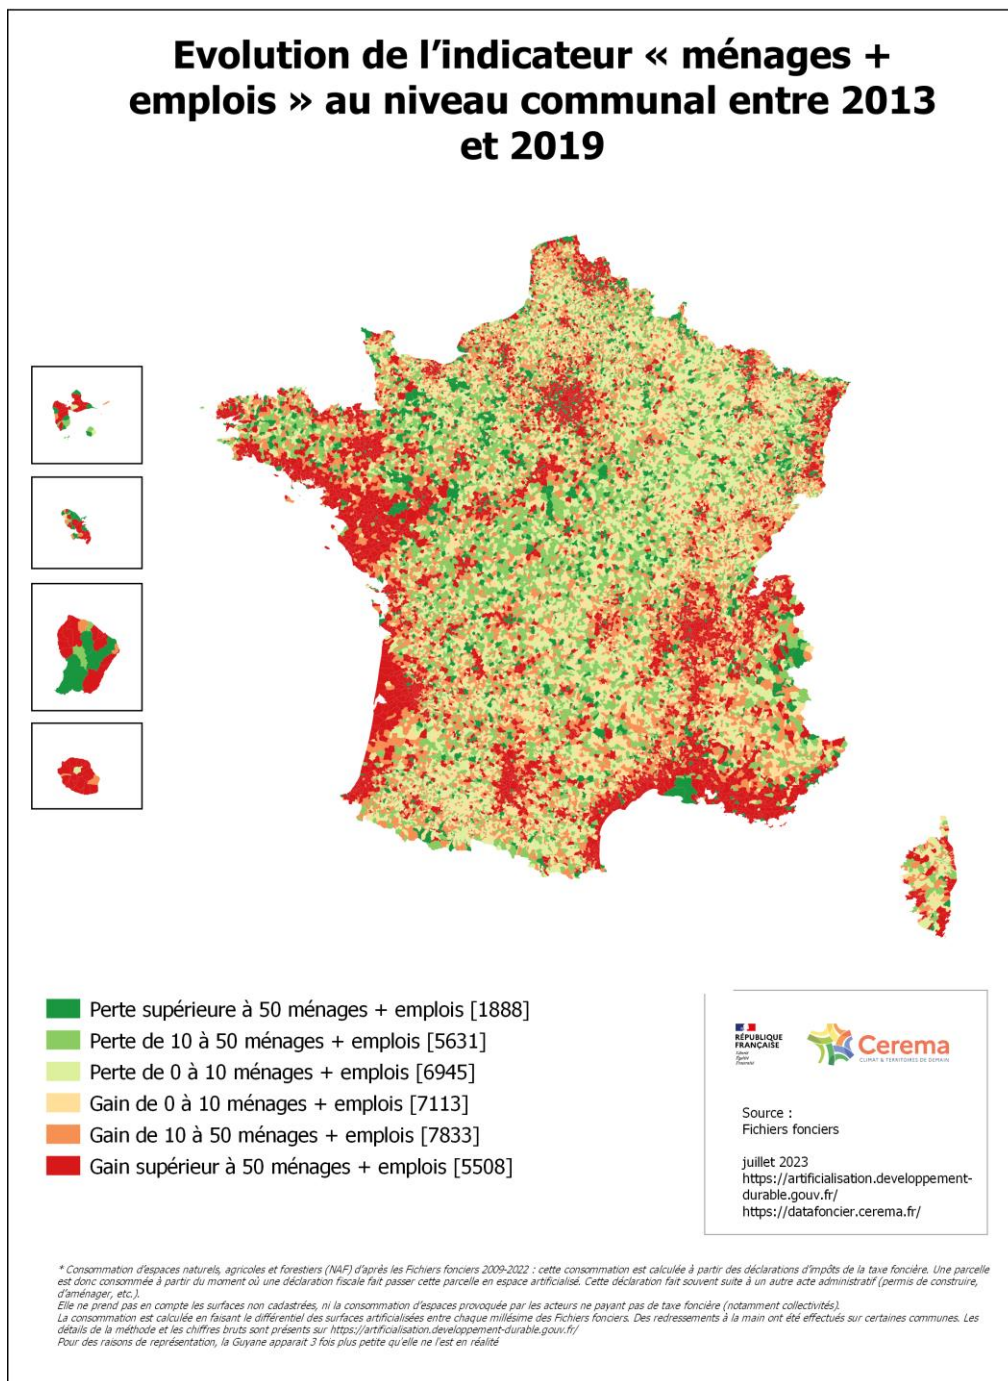 Evolution de l’indicateur « ménages +
emplois » au niveau communal entre 2013
et 2019
Perte supérieure à 50 ménages + emplois [1888]
Perte de 10 à 50 ménages + emplois [5631]
Perte de 0 à 10 ménages + emplois [6945]
Gain de 0 à 10 ménages + emplois [7113]
Gain de 10 à 50 ménages + emplois [7833]
Gain supérieur à 50 ménages + emplois [5508]
RÉPUBLIQUE
FRANÇAISE
Liberté
Égalité
Fraternité
Cerema
CLIMAT & TERRITOIRES DE DEMAIN
Source :
Fichiers fonciers
juillet 2023
https://artificialisation.developpement-
durable.gouv.fr/
https://datafoncier.cerema.fr/
* Consommation d'espaces naturels, agricoles et forestiers (NAF) d'après les Fichiers fonciers 2009-2022 : cette consommation est calculée à partir des déclarations d'impôts de la taxe foncière. Une parcelle
est donc consommée à partir du moment où une déclaration fiscale fait passer cette parcelle en espace artificialisé. Cette déclaration fait souvent suite à un autre acte administratif (permis de construire,
d'aménager, etc.).
Elle ne prend pas en compte les surfaces non cadastrées, ni la consommation d'espaces provoquée par les acteurs ne payant pas de taxe foncière (notamment collectivités).
La consommation est calculée en faisant le différentiel des surfaces artificialisées entre chaque millésime des Fichiers fonciers. Des redressements à la main ont été effectués sur certaines communes. Les
détails de la méthode et les chiffres bruts sont présents sur https://artificialisation.developpement-durable.gouv.fr/
Pour des raisons de représentation, la Guyane apparait 3 fois plus petite qu'elle ne l'est en réalité